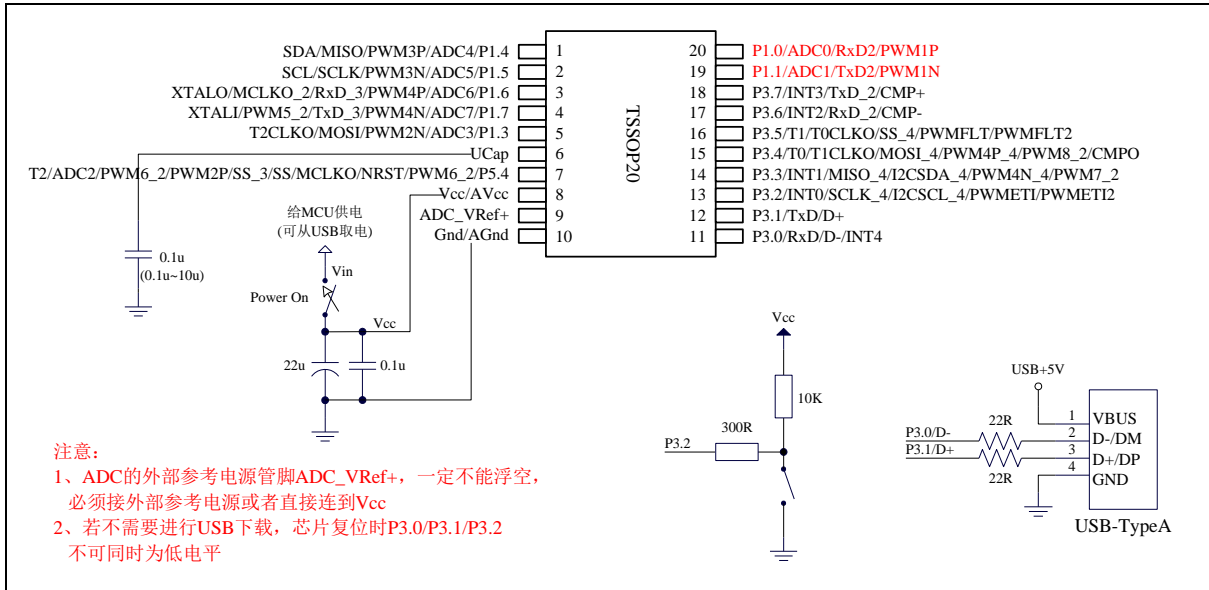 SDA/MISO/PWM3P/ADC4/P1.4 1
SCL/SCLK/PWM3N/ADC5/P1.5 2
XTALO/MCLKO_2/RxD_3/PWM4P/ADC6/P1.6 3
XTALI/PWM5_2/TxD_3/PWM4N/ADC7/P1.7 4
T2CLKO/MOSI/PWM2N/ADC3/P1.3 5
UCap 6
T2/ADC2/PWM6_2/PWM2P/SS_3/SS/MCLKO/NRST/PWM6_2/P5.4 7
Vcc/AVcc 8
ADC_VRef+ 9
Gnd/AGnd 10
TSSOP20
20 P1.0/ADC0/RxD2/PWM1P
19 P1.1/ADC1/TxD2/PWM1N
18 P3.7/INT3/TxD_2/CMP+
17 P3.6/INT2/RxD_2/CMP-
16 P3.5/T1/T0CLKO/SS_4/PWMFLT/PWMFLT2
15 P3.4/T0/T1CLKO/MOSI_4/PWM4P_4/PWM8_2/CMPO
14 P3.3/INT1/MISO_4/I2CSDA_4/PWM4N_4/PWM7_2
13 P3.2/INT0/SCLK_4/I2CSCL_4/PWMETI/PWMETI2
12 P3.1/TxD/D+
11 P3.0/RxD/D-/INT4
0.1u
(0.1u~10u)
给MCU供电
(可从USB取电)
Vin
Power On
Vcc
22u
0.1u
Vcc
10K
300R
P3.2
USB+5V
22R
P3.0/D-
P3.1/D+
22R
1 VBUS
2 D-/DM
3 D+/DP
4 GND
USB-TypeA
注意：
1、ADC的外部参考电源管脚ADC_VRef+，一定不能浮空，
必须接外部参考电源或者直接连到Vcc
2、若不需要进行USB下载，芯片复位时P3.0/P3.1/P3.2
不可同时为低电平